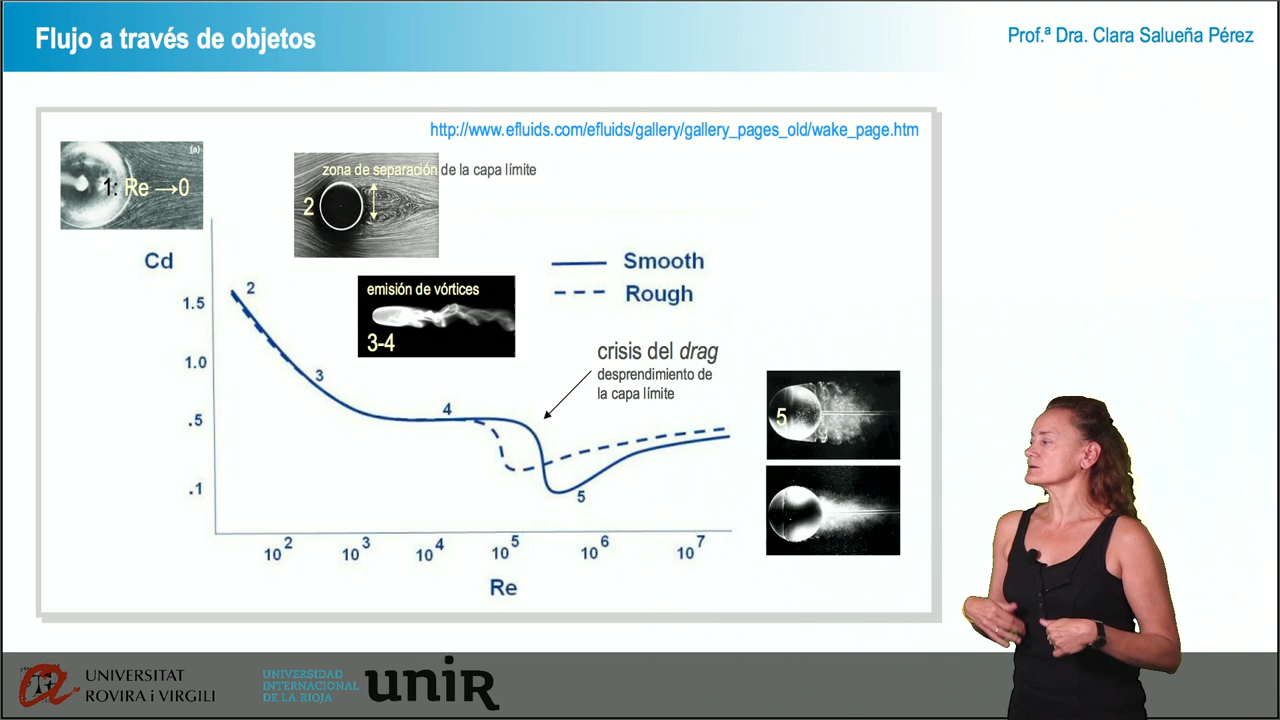 Flujo a través de objetos
Prof.ª Dra. Clara Salueña Pérez
http://www.efluids.com/efluids/gallery/gallery_pages_old/wake_page.htm
(a)
1: Re →0
zona de separación de la capa límite
2
Cd
Smooth
Rough
emisión de vórtices
3-4
crisis del drag
desprendimiento de
la capa límite
1.5
1.0
.5
.1
2
3
4
5
5
10²
10³
10⁴
10⁵
10⁶
10⁷
Re
UNIVERSITAT
ROVIRA i VIRGILI
UNIVERSIDAD
INTERNACIONAL
DE LA RIOJA
unir